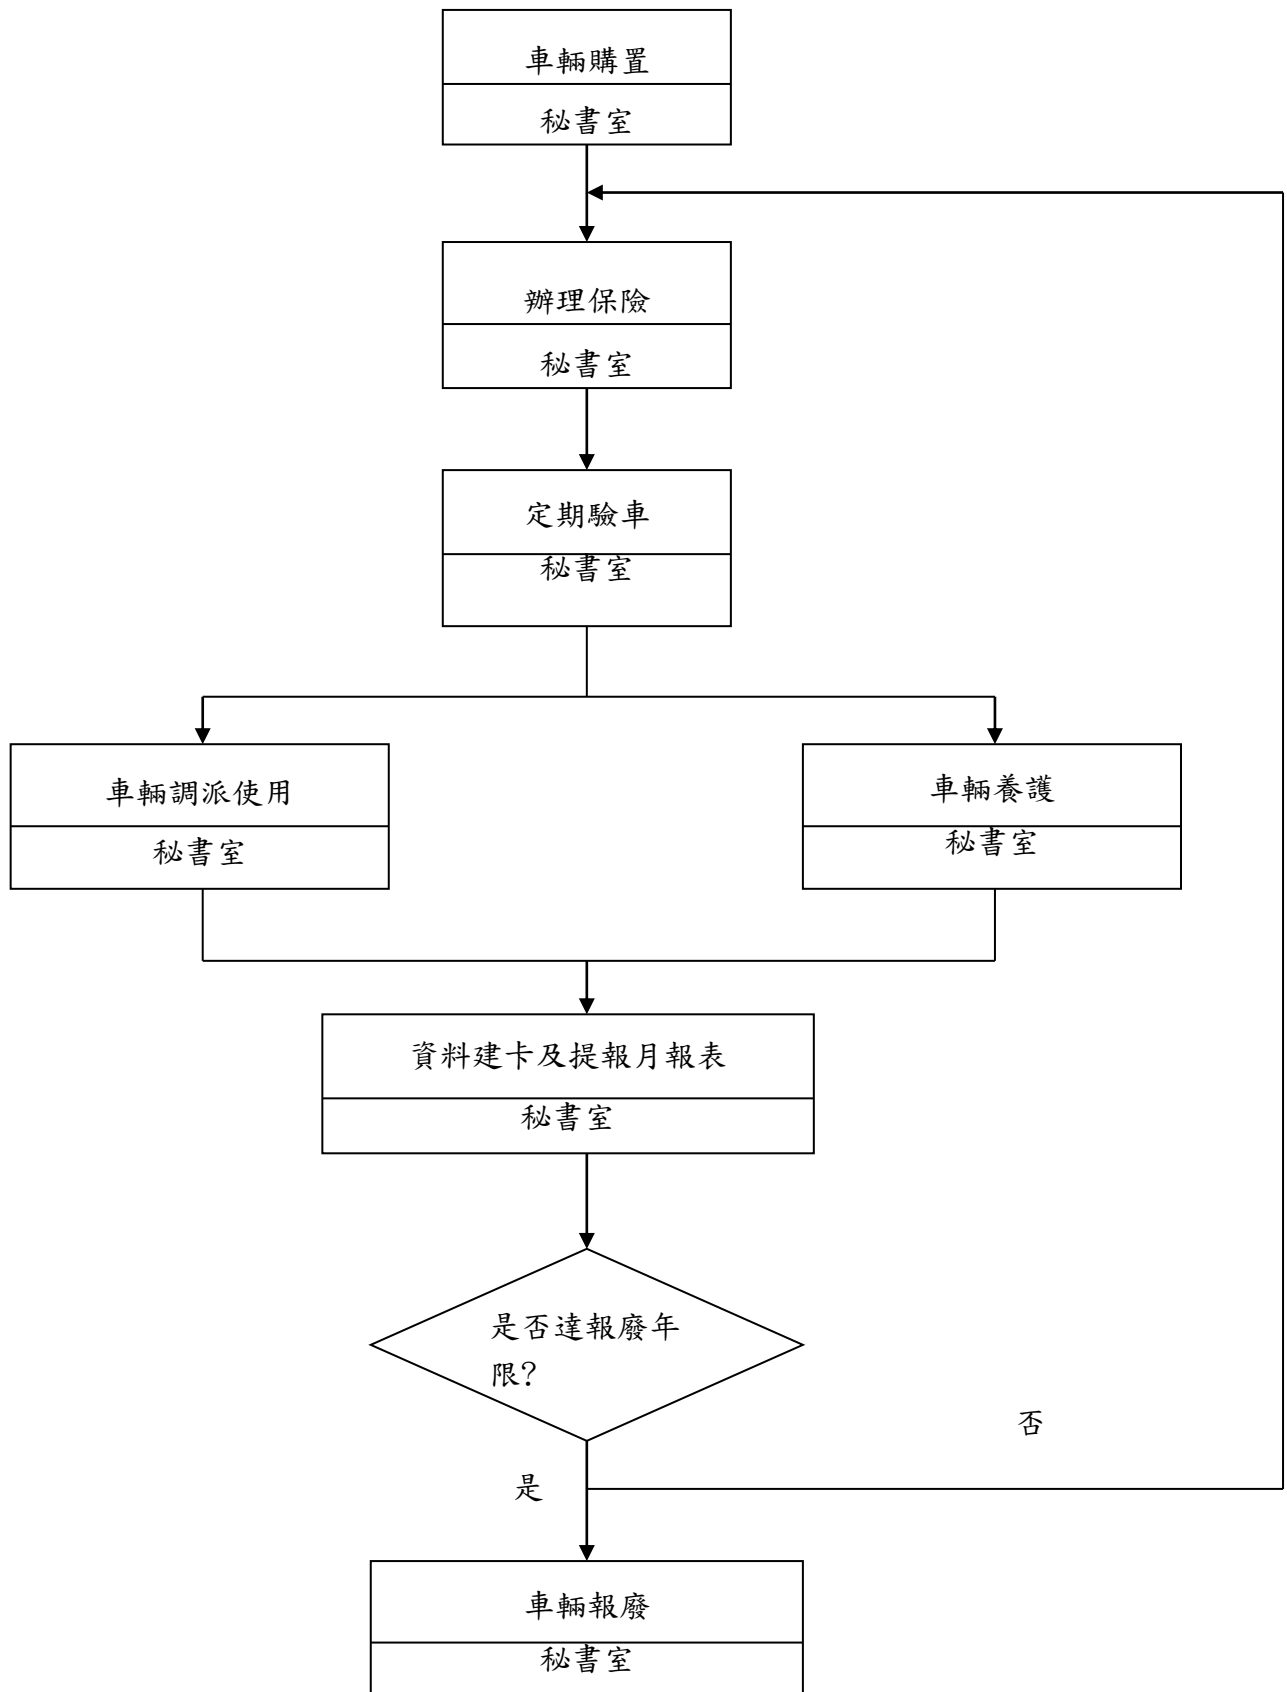 車輛購置
秘書室
辦理保險
秘書室
定期驗車
秘書室
車輛調派使用
秘書室
車輛養護
秘書室
資料建卡及提報月報表
秘書室
是否達報廢年
限?
否
是
車輛報廢
秘書室